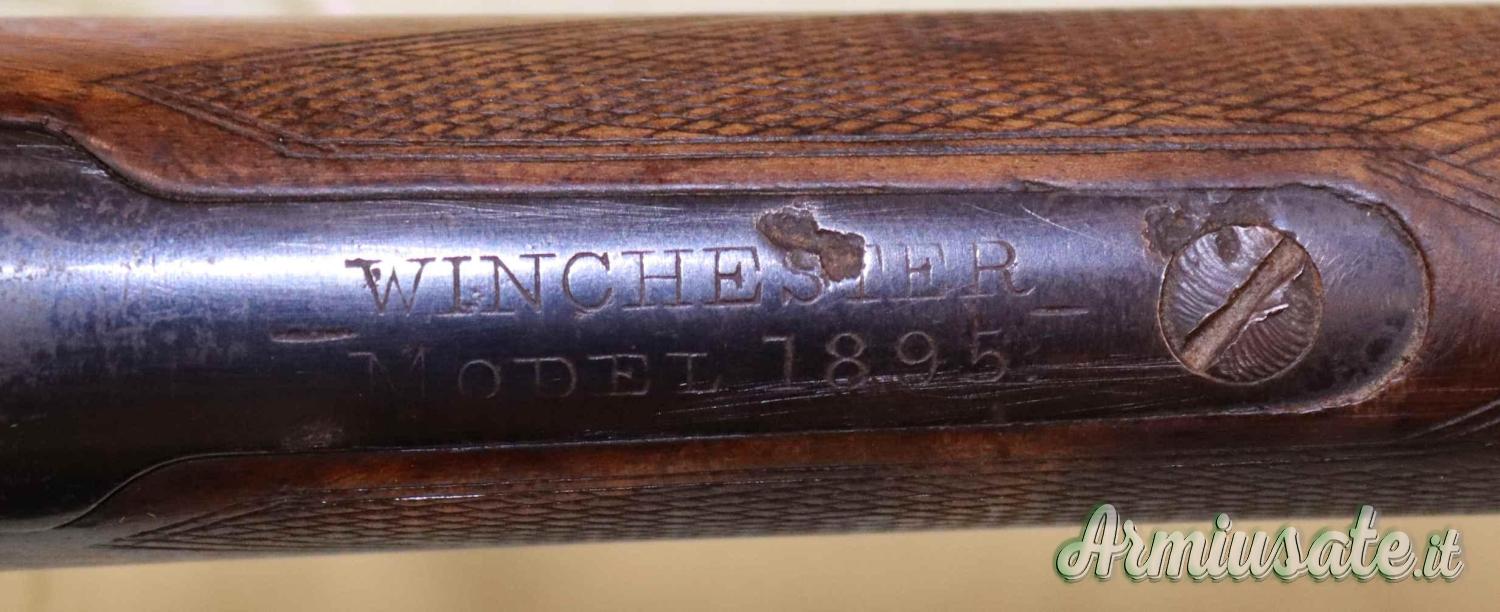 WINCHESTER
— MODEL 1895. —
Armiusate.it